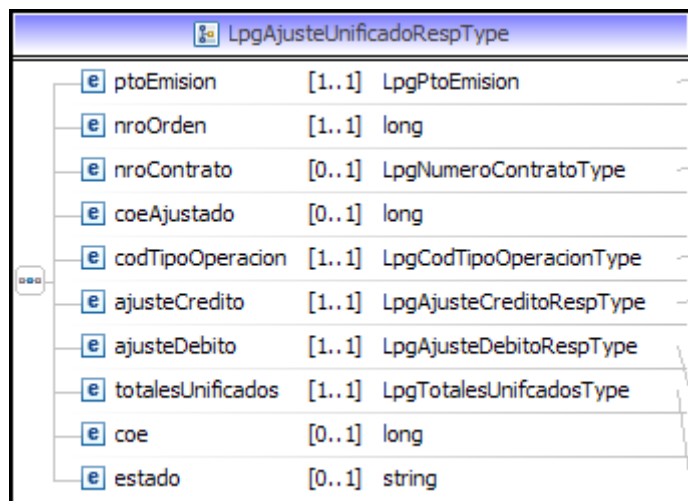 LpgAjusteUnificadoRespType
e ptoEmision [1..1] LpgPtoEmision
e nroOrden [1..1] long
e nroContrato [0..1] LpgNumeroContratoType
e coeAjustado [0..1] long
e codTipoOperacion [1..1] LpgCodTipoOperacionType
e ajusteCredito [1..1] LpgAjusteCreditoRespType
e ajusteDebito [1..1] LpgAjusteDebitoRespType
e totalesUnificados [1..1] LpgTotalesUnifcadosType
e coe [0..1] long
e estado [0..1] string